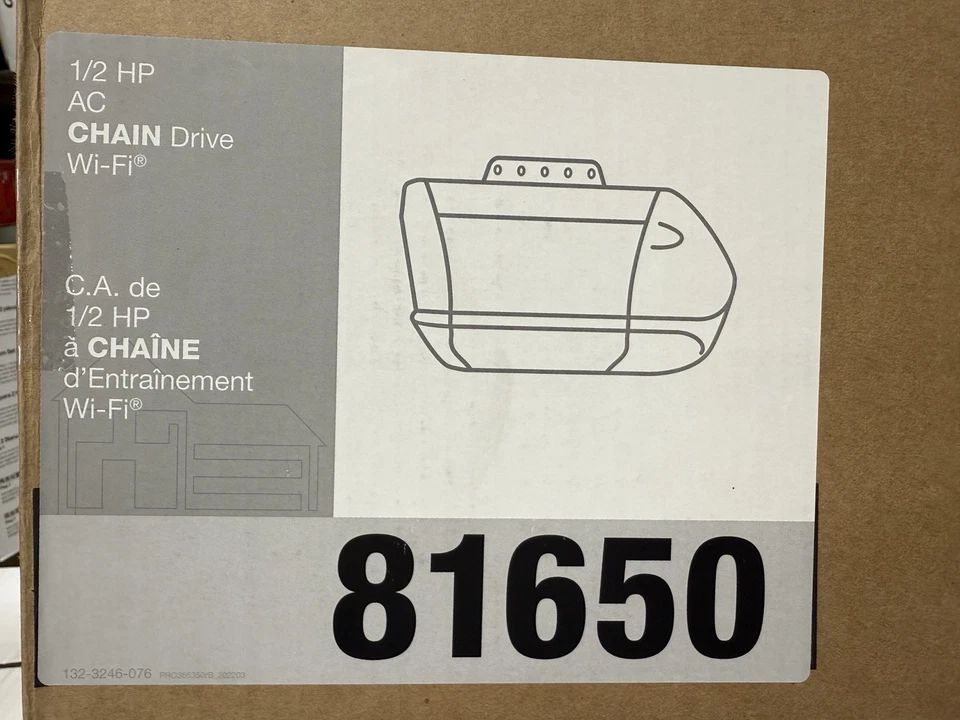 1/2 HP
AC
CHAIN Drive
Wi-Fi®
C.A. de
1/2 HP
à CHAÎNE
d'Entraînement
Wi-Fi®
81650
132-3246-076